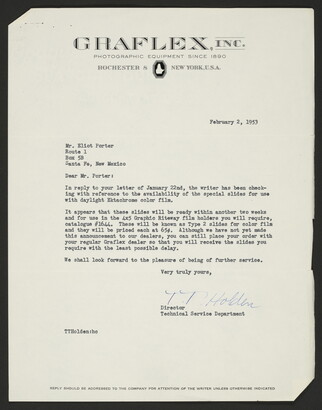 GRAFLEX, INC.
PHOTOGRAPHIC EQUIPMENT SINCE 1890
ROCHESTER 8 NEW YORK, U.S.A.
February 2, 1953
Mr. Eliot Porter
Route 1
Box 58
Santa Fe, New Mexico
Dear Mr. Porter:
In reply to your letter of January 22nd, the writer has been check-
ing with reference to the availability of the special slides for use
with daylight Ektachrome color film.
It appears that these slides will be ready within another two weeks
and for use in the 4x5 Graphic Riteway film holders you will require,
catalogue #1644. These will be known as Type 2 slides for color film
and they will be prized each at 65¢. Although we have not yet made
this announcement to our dealers, you can still place your order with
your regular Graflex dealer so that you will receive the slides you
require with the least possible delay.
We shall look forward to the pleasure of being of further service.
Very truly yours,
T T Holden
Director
Technical Service Department
TTHolden:hc
REPLY SHOULD BE ADDRESSED TO THE COMPANY FOR ATTENTION OF THE WRITER UNLESS OTHERWISE INDICATED